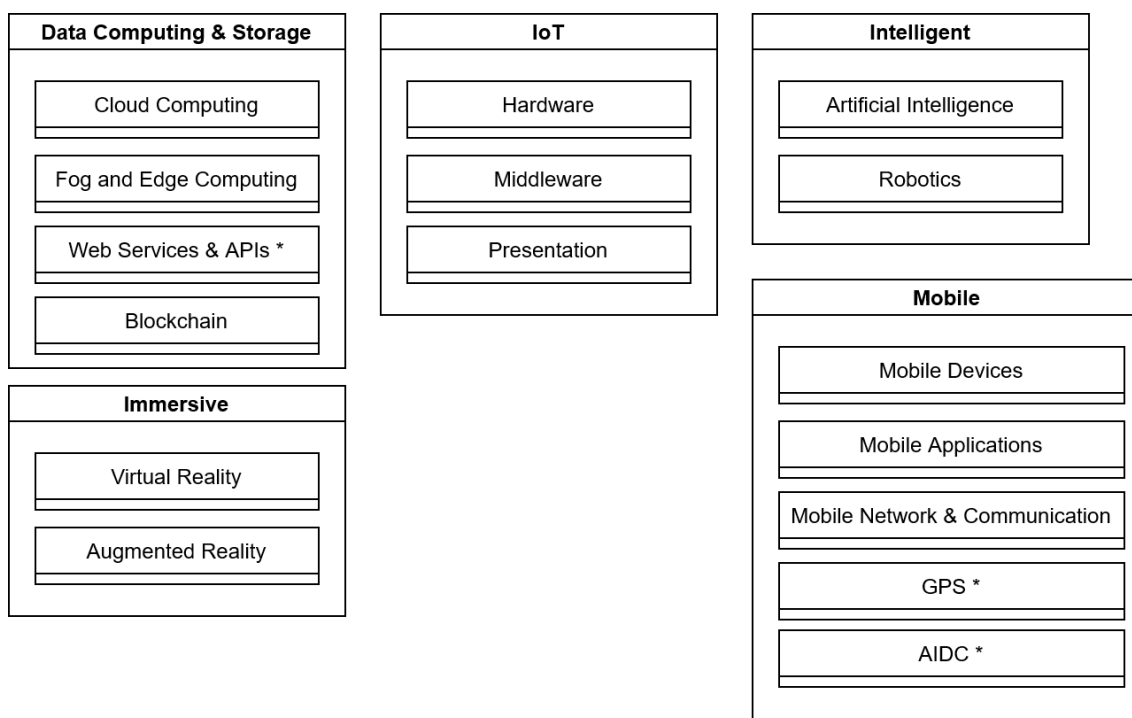 Data Computing & Storage
Cloud Computing
Fog and Edge Computing
Web Services & APIs *
Blockchain
IoT
Hardware
Middleware
Presentation
Intelligent
Artificial Intelligence
Robotics
Immersive
Virtual Reality
Augmented Reality
Mobile
Mobile Devices
Mobile Applications
Mobile Network & Communication
GPS *
AIDC *